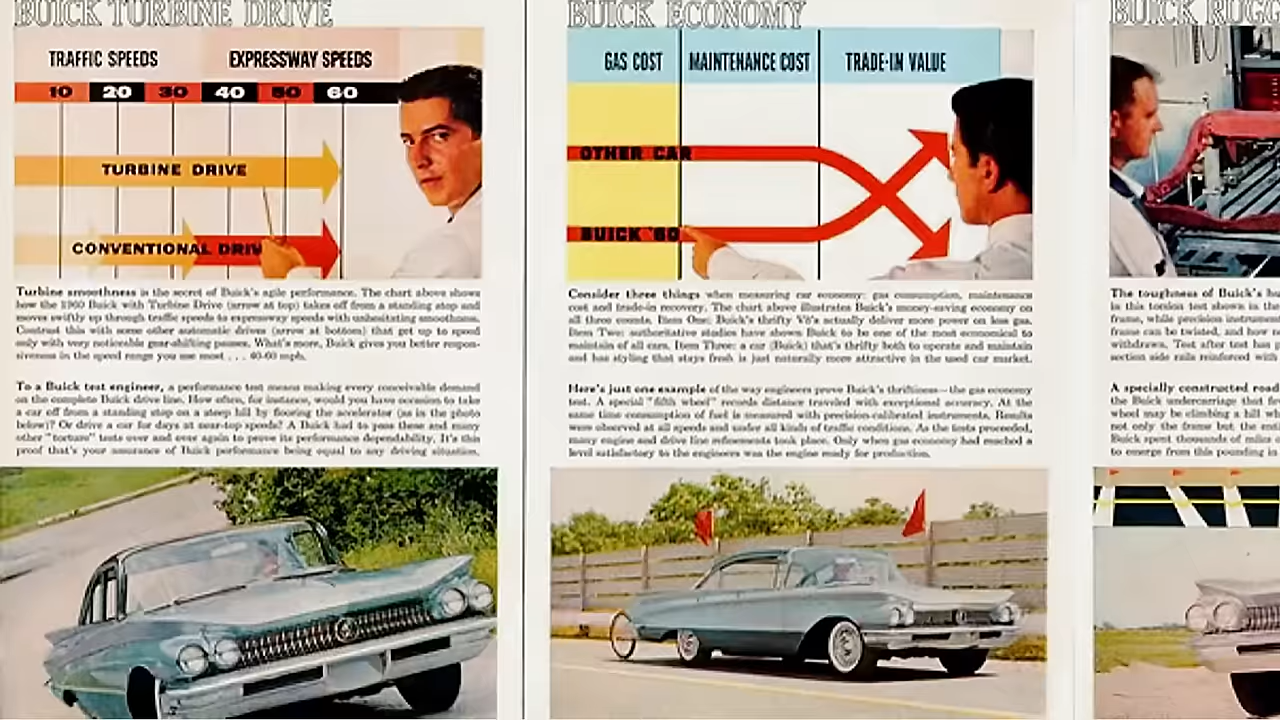 BUICK TURBINE DRIVE
TRAFFIC SPEEDS EXPRESSWAY SPEEDS
10 20 30 40 50 60
TURBINE DRIVE
CONVENTIONAL DRIV
Turbine smoothness is the secret of Buick's agile performance. The chart above shows
how the 1960 Buick with Turbine Drive (arrow at top) takes off from a standing stop and
moves swiftly up through traffic speeds to expressway speeds with unhesitating smoothness.
Contrast this with some other automatic drives (arrow at bottom) that get up to speed
only with very noticeable gear-shifting pauses. What's more, Buick gives you better respon-
siveness in the speed range you use most . . . 40-60 mph.
To a Buick test engineer, a performance test means making every conceivable demand
on the complete Buick drive line. How often, for instance, would you have occasion to take
a car off from a standing stop on a steep hill by flooring the accelerator (as in the photo
below)? Or drive a car for days at near-top speeds? A Buick had to pass these and many
other "torture" tests over and over again to prove its performance dependability. It's this
proof that's your assurance of Buick performance being equal to any driving situation.
BUICK ECONOMY
GAS COST MAINTENANCE COST TRADE-IN VALUE
OTHER CAR
BUICK '60
Consider three things when measuring car economy: gas consumption, maintenance
cost and trade-in recovery. The chart above illustrates Buick's money-saving economy on
all three counts. Item One: Buick's thrifty V8's actually deliver more power on less gas.
Item Two: authoritative studies have shown Buick to be one of the most economical to
maintain of all cars. Item Three: a car (Buick) that's thrifty both to operate and maintain
and has styling that stays fresh is just naturally more attractive in the used car market.
Here's just one example of the way engineers prove Buick's thriftiness—the gas economy
test. A special "fifth wheel" records distance traveled with exceptional accuracy. At the
same time consumption of fuel is measured with precision-calibrated instruments. Results
were observed at all speeds and under all kinds of traffic conditions. As the tests proceeded,
many engine and drive line refinements took place. Only when gas economy had reached a
level satisfactory to the engineers was the engine ready for production.
BUICK RUGG
The toughness of Buick's
in this torsion test shown in the
frame, while precision instrumen
frame can be twisted, and how
withdrawn. Test after test has p
section side rails reinforced with
A specially constructed road
the Buick undercarriage that
wheel may be climbing a hill wh
not only the frame but the enti
Buick spent thousands of miles
to emerge from this pounding in